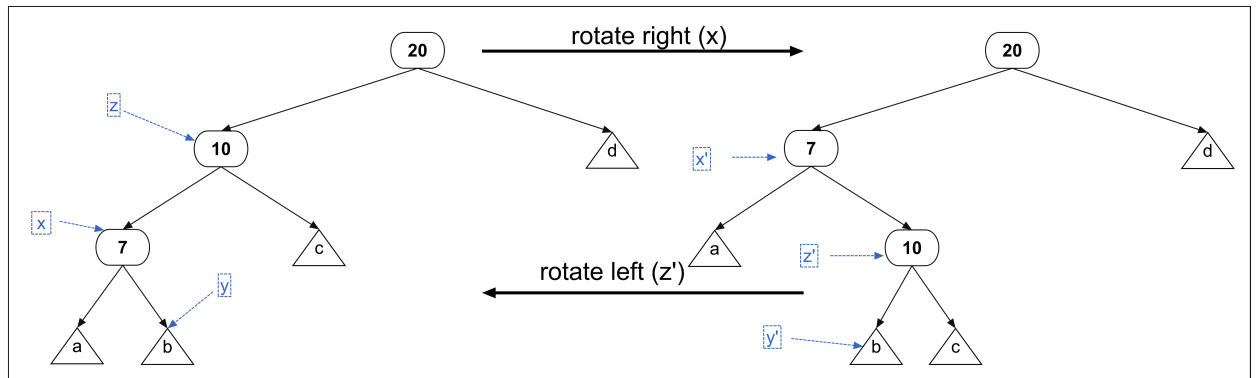 rotate right (x)
20
20
z
10
d
x'
7
d
x
7
c
a
z'
10
rotate left (z')
y
a
b
y'
b
c